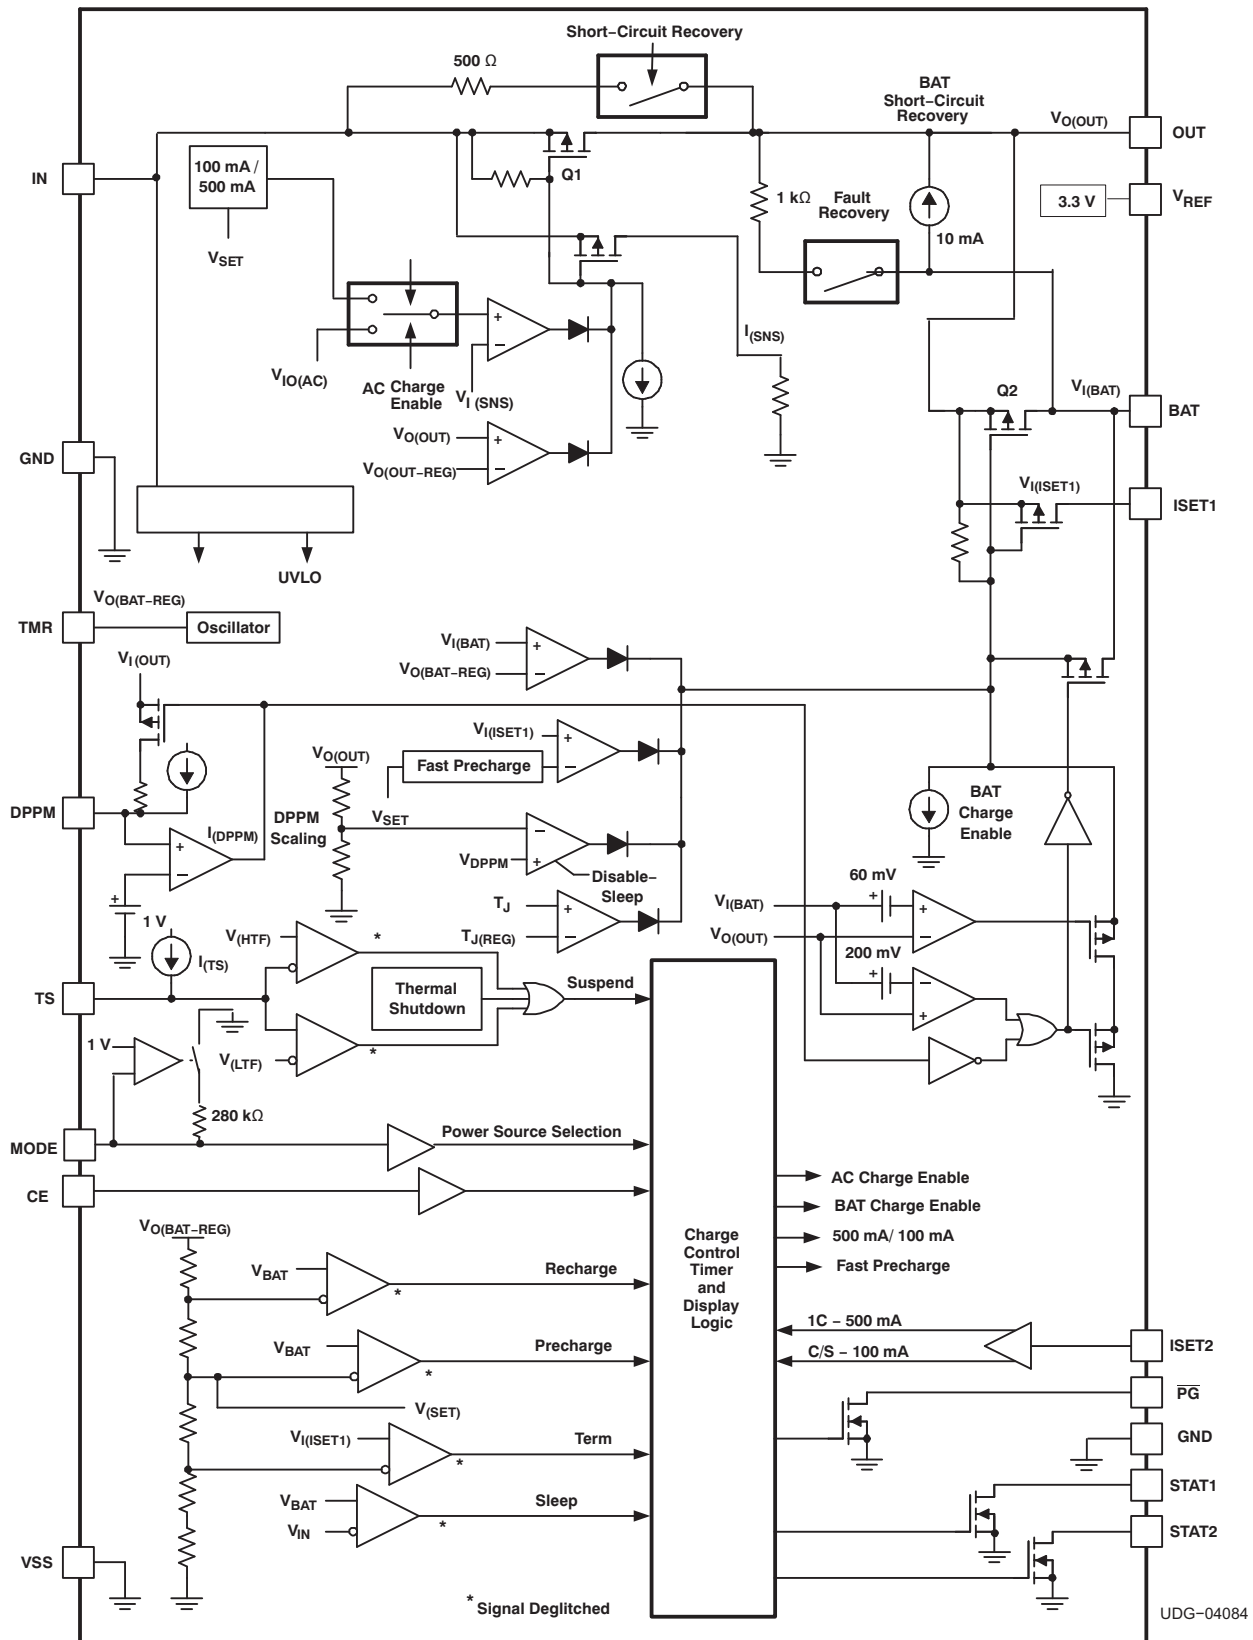 Short−Circuit Recovery
500 Ω
BAT
Short−Circuit
Recovery
VO(OUT)
OUT
IN
100 mA /
500 mA
Q1
1 kΩ
Fault
Recovery
3.3 V
VREF
10 mA
VSET
I(SNS)
VIO(AC)
AC Charge
Enable
VI (SNS)
Q2
VI(BAT)
BAT
VO(OUT)
VO(OUT−REG)
GND
VI(ISET1)
ISET1
UVLO
VO(BAT−REG)
TMR
Oscillator
VI(BAT)
VO(BAT−REG)
VI(OUT)
VI(ISET1)
VO(OUT)
Fast Precharge
DPPM
VSET
DPPM
Scaling
I(DPPM)
BAT
Charge
Enable
VDPPM
Disable−
Sleep
60 mV
1 V
TJ
TJ(REG)
VI(BAT)
VO(OUT)
200 mV
V(HTF)
*
I(TS)
TS
Thermal
Shutdown
Suspend
1 V
V(LTF)
*
280 kΩ
MODE
Power Source Selection
CE
AC Charge Enable
BAT Charge Enable
500 mA/ 100 mA
Fast Precharge
VO(BAT−REG)
Charge
Control
Timer
and
Display
Logic
VBAT
*
Recharge
1C − 500 mA
C/S − 100 mA
ISET2
VBAT
*
Precharge
PG
V(SET)
GND
VI(ISET1)
*
Term
STAT1
VBAT
VIN
*
Sleep
STAT2
VSS
* Signal Deglitched
UDG−04084